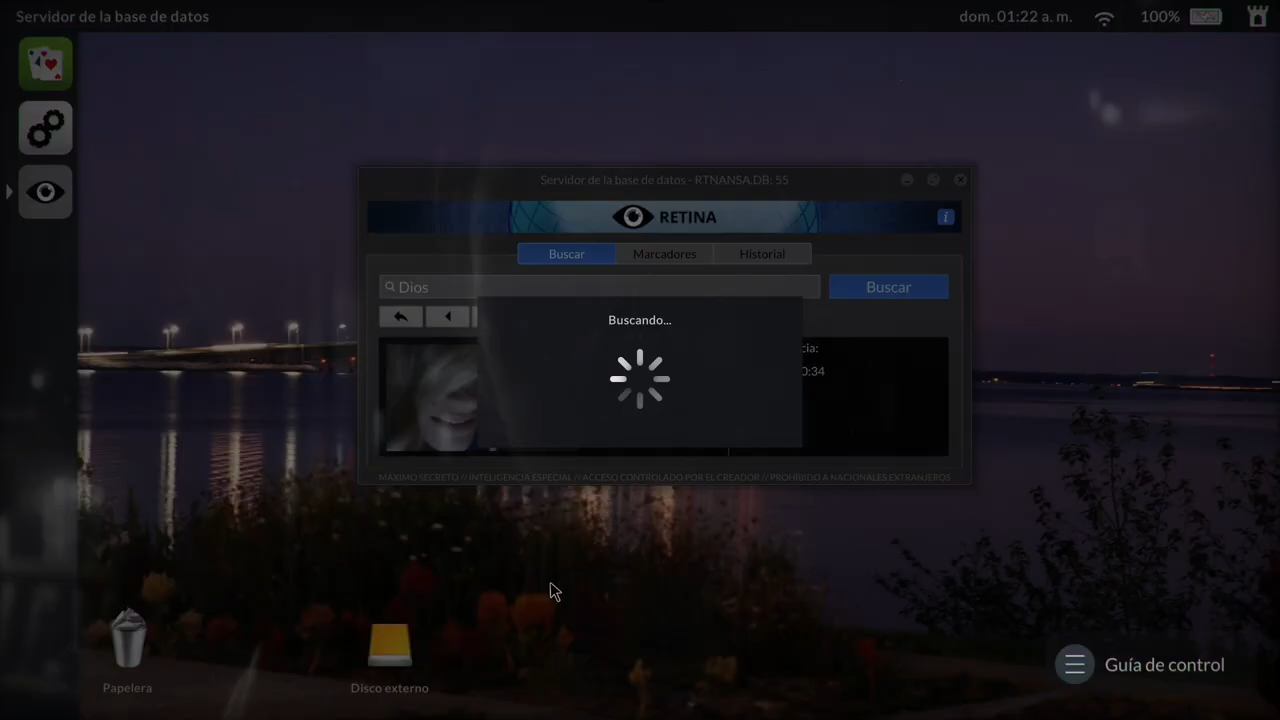 Servidor de la base de datos
dom. 01:22 a. m.
100%
Servidor de la base de datos - RTNANSA.DB: 55
RETINA
i
Buscar
Marcadores
Historial
Dios
Buscar
Buscando...
cia:
0:34
MÁXIMO SECRETO // INTELIGENCIA ESPECIAL // ACCESO CONTROLADO POR EL CREADOR // PROHIBIDO A NACIONALES EXTRANJEROS
Papelera
Disco externo
Guía de control